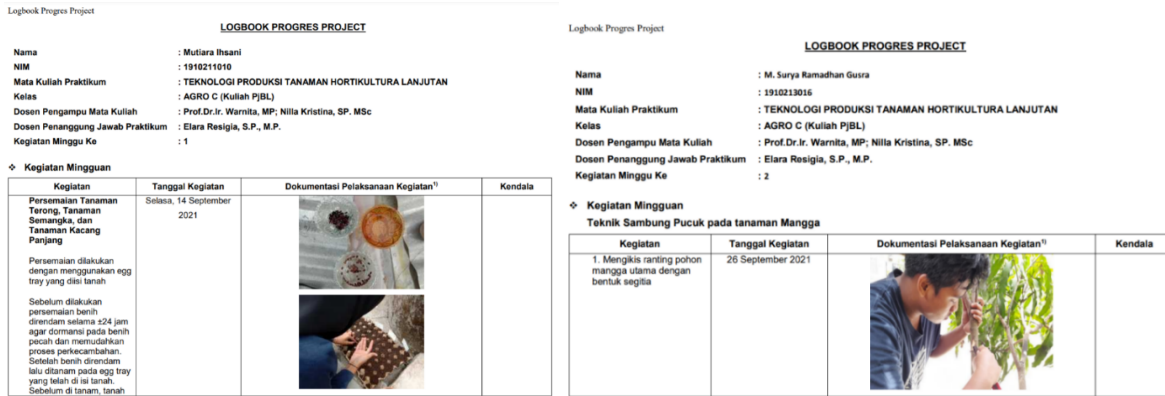 Logbook Progres Project
LOGBOOK PROGRES PROJECT
Nama : Mutiara Ihsani
NIM : 1910211010
Mata Kuliah Praktikum : TEKNOLOGI PRODUKSI TANAMAN HORTIKULTURA LANJUTAN
Kelas : AGRO C (Kuliah PjBL)
Dosen Pengampu Mata Kuliah : Prof.Dr.Ir. Warnita, MP; Nilla Kristina, SP. MSc
Dosen Penanggung Jawab Praktikum : Elara Resigia, S.P., M.P.
Kegiatan Minggu Ke : 1
❖ Kegiatan Mingguan
Kegiatan Tanggal Kegiatan Dokumentasi Pelaksanaan Kegiatan¹⁾ Kendala
Persemaian Tanaman
Terong, Tanaman
Semangka, dan
Tanaman Kacang
Panjang
Persemaian dilakukan
dengan menggunakan egg
tray yang diisi tanah
Sebelum dilakukan
persemaian benih
direndam selama ±24 jam
agar dormansi pada benih
pecah dan memudahkan
proses perkecambahan.
Setelah benih direndam
lalu ditanam pada egg tray
yang telah di isi tanah.
Sebelum di tanam, tanah
Selasa, 14 September
2021
Logbook Progres Project
LOGBOOK PROGRES PROJECT
Nama : M. Surya Ramadhan Gusra
NIM : 1910213016
Mata Kuliah Praktikum : TEKNOLOGI PRODUKSI TANAMAN HORTIKULTURA LANJUTAN
Kelas : AGRO C (Kuliah PjBL)
Dosen Pengampu Mata Kuliah : Prof.Dr.Ir. Warnita, MP; Nilla Kristina, SP. MSc
Dosen Penanggung Jawab Praktikum : Elara Resigia, S.P., M.P.
Kegiatan Minggu Ke : 2
❖ Kegiatan Mingguan
Teknik Sambung Pucuk pada tanaman Mangga
Kegiatan Tanggal Kegiatan Dokumentasi Pelaksanaan Kegiatan¹⁾ Kendala
1. Mengikis ranting pohon
mangga utama dengan
bentuk segitia
26 September 2021